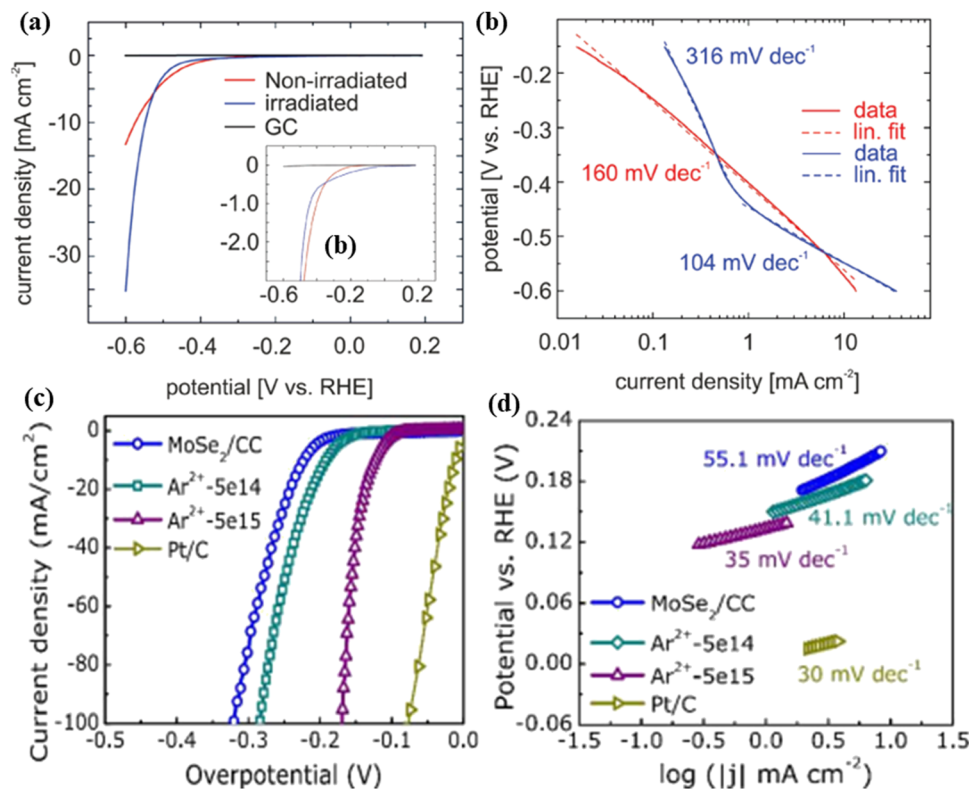 (a)
0
-10
-20
-30
current density [mA cm⁻²]
Non-irradiated
irradiated
GC
0
-1.0
-2.0
(b)
-0.6 -0.2 0.2
-0.6 -0.4 -0.2 0.0 0.2
potential [V vs. RHE]
(b)
-0.2
-0.4
-0.6
potential [V vs. RHE]
316 mV dec⁻¹
160 mV dec⁻¹
104 mV dec⁻¹
data
lin. fit
data
lin. fit
0.01 0.1 1 10
current density [mA cm⁻²]
(c)
0
-20
-40
-60
-80
-100
Current density (mA/cm²)
MoSe₂/CC
Ar²⁺-5e14
Ar²⁺-5e15
Pt/C
-0.5 -0.4 -0.3 -0.2 -0.1 0.0
Overpotential (V)
(d)
0.24
0.18
0.12
0.06
0.00
-0.06
Potential vs. RHE (V)
55.1 mV dec⁻¹
41.1 mV dec⁻¹
35 mV dec⁻¹
MoSe₂/CC
Ar²⁺-5e14
Ar²⁺-5e15
Pt/C
30 mV dec⁻¹
-1.5 -1.0 -0.5 0.0 0.5 1.0 1.5
log (|j| mA cm⁻²)